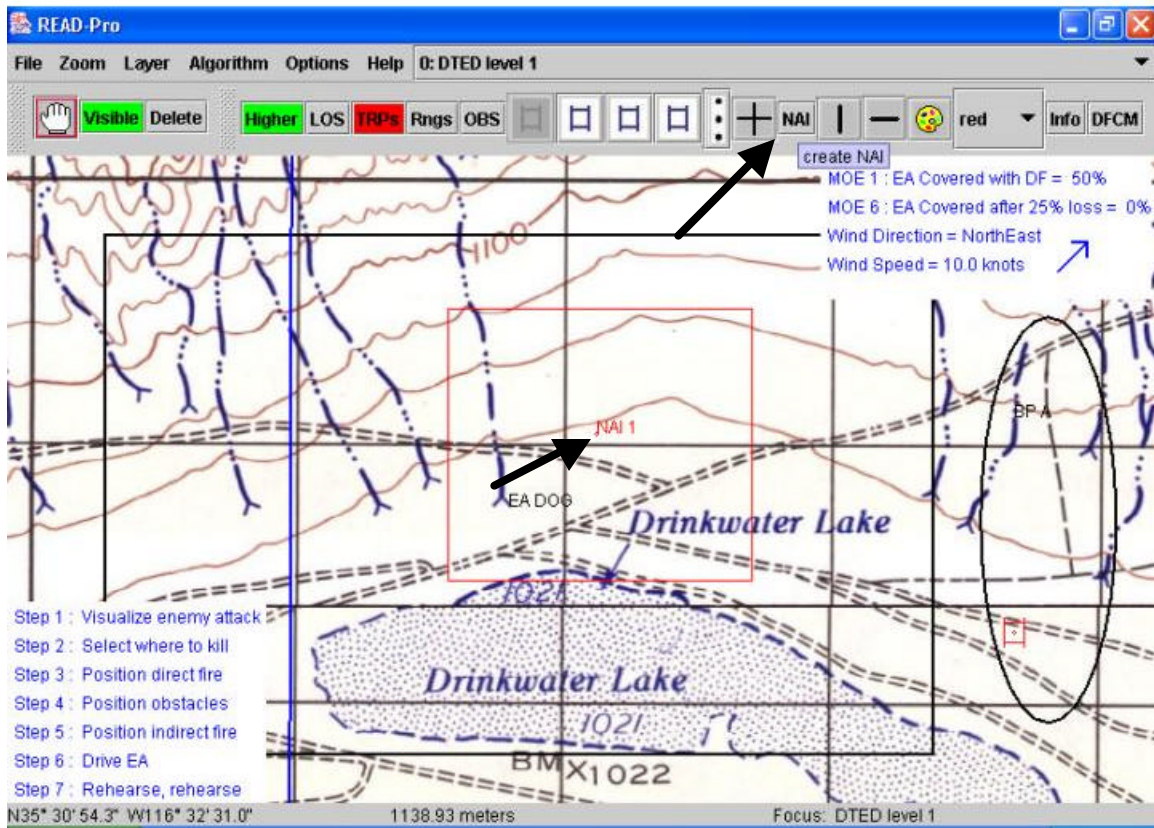 READ-Pro
File Zoom Layer Algorithm Options Help 0: DTED level 1
Visible Delete Higher LOS TRPs Rngs OBS NAI red Info DFCM
create NAI
MOE 1 : EA Covered with DF = 50%
MOE 6 : EA Covered after 25% loss = 0%
Wind Direction = NorthEast
Wind Speed = 10.0 knots
1100
NAI 1
BP A
EA DOG
Drinkwater Lake
1021
Drinkwater Lake
1021
BM X 1022
Step 1 : Visualize enemy attack
Step 2 : Select where to kill
Step 3 : Position direct fire
Step 4 : Position obstacles
Step 5 : Position indirect fire
Step 6 : Drive EA
Step 7 : Rehearse, rehearse
N35° 30' 54.3" W116° 32' 31.0" 1138.93 meters Focus: DTED level 1